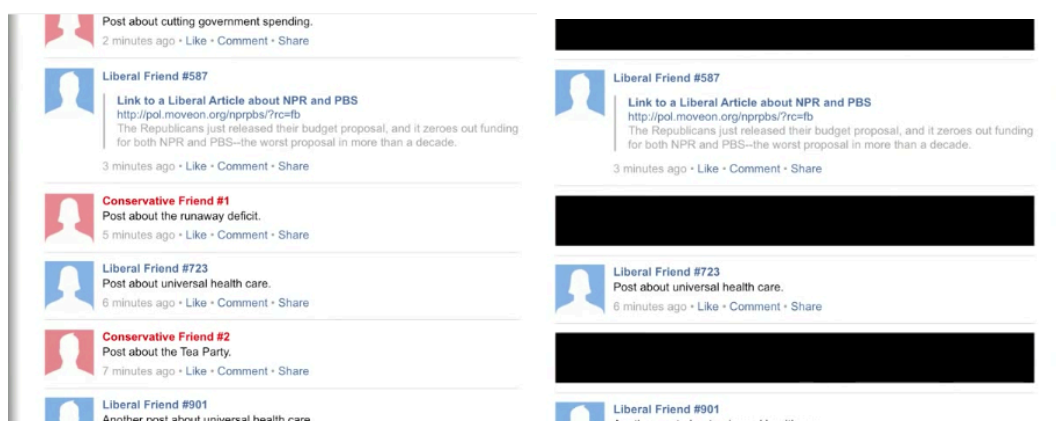 Post about cutting government spending.
2 minutes ago • Like • Comment • Share
Liberal Friend #587
Link to a Liberal Article about NPR and PBS
http://pol.moveon.org/nprpbs/?rc=fb
The Republicans just released their budget proposal, and it zeroes out funding
for both NPR and PBS--the worst proposal in more than a decade.
3 minutes ago • Like • Comment • Share
Conservative Friend #1
Post about the runaway deficit.
5 minutes ago • Like • Comment • Share
Liberal Friend #723
Post about universal health care.
6 minutes ago • Like • Comment • Share
Conservative Friend #2
Post about the Tea Party.
7 minutes ago • Like • Comment • Share
Liberal Friend #901
Another post about universal health care.
Liberal Friend #587
Link to a Liberal Article about NPR and PBS
http://pol.moveon.org/nprpbs/?rc=fb
The Republicans just released their budget proposal, and it zeroes out funding
for both NPR and PBS--the worst proposal in more than a decade.
3 minutes ago • Like • Comment • Share
Liberal Friend #723
Post about universal health care.
6 minutes ago • Like • Comment • Share
Liberal Friend #901